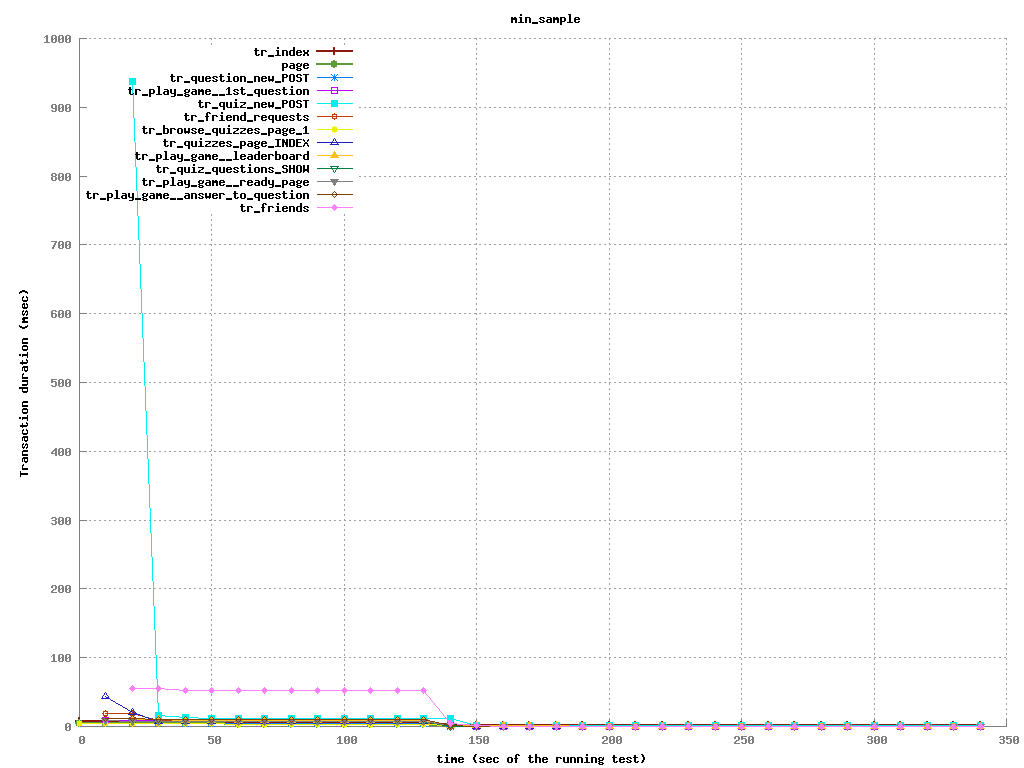 min_sample
1000
900
800
700
600
500
400
300
200
100
0
Transaction duration (msec)
tr_index
page
tr_question_new_POST
tr_play_game__1st_question
tr_quiz_new_POST
tr_friend_requests
tr_browse_quizzes_page_1
tr_quizzes_page_INDEX
tr_play_game__leaderboard
tr_quiz_questions_SHOW
tr_play_game__ready_page
tr_play_game__answer_to_question
tr_friends
0 50 100 150 200 250 300 350
time (sec of the running test)